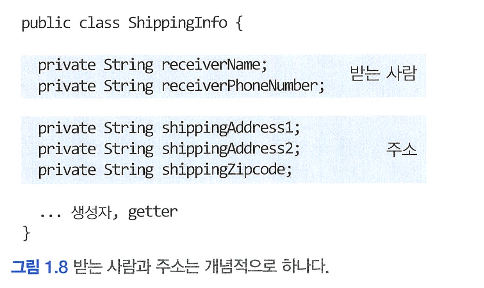 public class ShippingInfo {
private String receiverName;
private String receiverPhoneNumber;
받는 사람
private String shippingAddress1;
private String shippingAddress2;
private String shippingZipcode;
주소
... 생성자, getter
}
그림 1.8 받는 사람과 주소는 개념적으로 하나다.